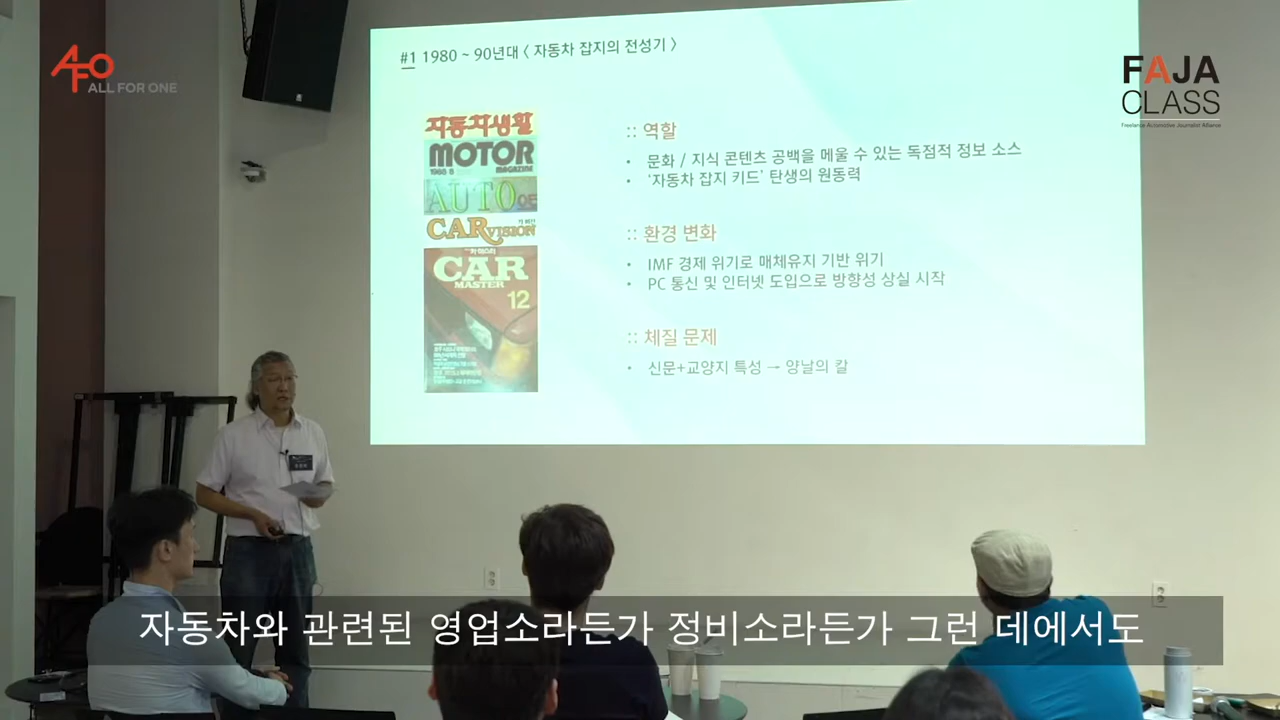 AFO
ALL FOR ONE
FAJA
CLASS
Freelance Automotive Journalist Alliance
#1 1980 ~ 90년대 < 자동차 잡지의 전성기 >
자동차생활
MOTOR
MAGAZINE
AUTO
CAR VISION
CAR
MASTER
12
:: 역할
• 문화 / 지식 콘텐츠 공백을 메울 수 있는 독점적 정보 소스
• ‘자동차 잡지 키드’ 탄생의 원동력
:: 환경 변화
• IMF 경제 위기로 매체유지 기반 위기
• PC 통신 및 인터넷 도입으로 방향성 상실 시작
:: 체질 문제
• 신문+교양지 특성 → 양날의 칼
자동차와 관련된 영업소라든가 정비소라든가 그런 데에서도